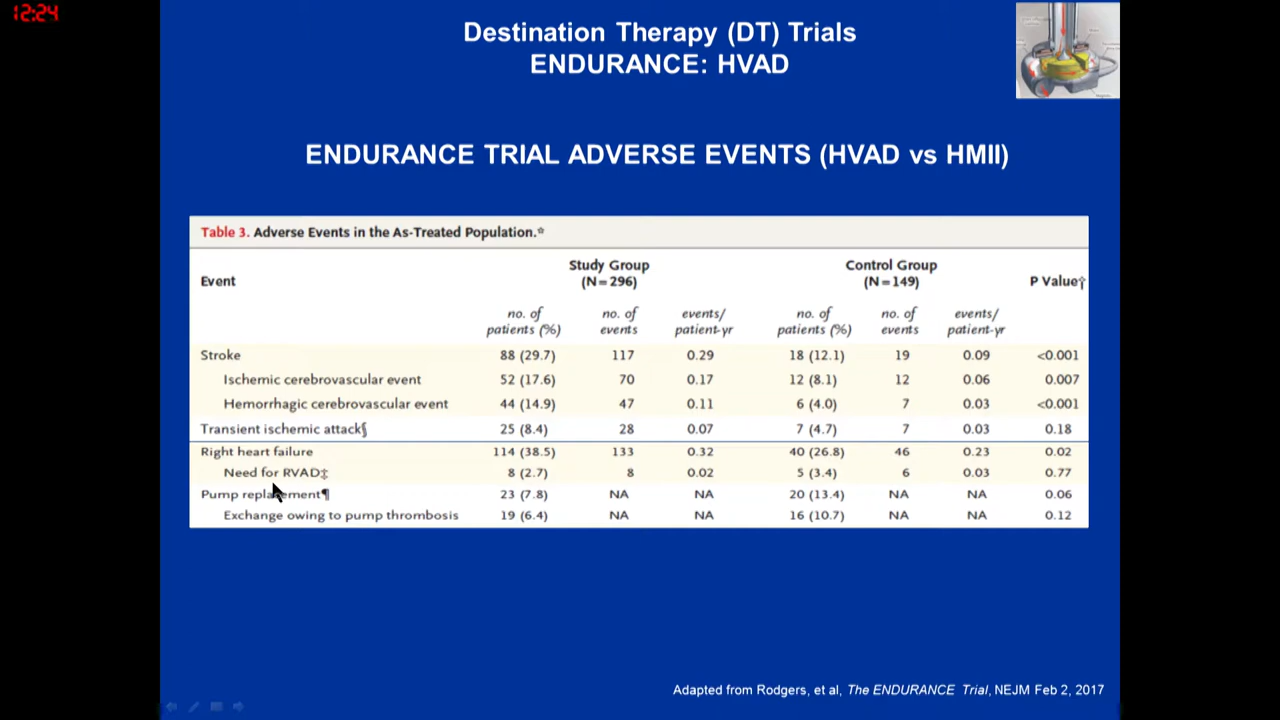 12:24
Destination Therapy (DT) Trials
ENDURANCE: HVAD
ENDURANCE TRIAL ADVERSE EVENTS (HVAD vs HMII)
Table 3. Adverse Events in the As-Treated Population.*
Event Study Group (N=296) Control Group (N=149) P Value†
no. of patients (%) no. of events events/patient-yr no. of patients (%) no. of events events/patient-yr
Stroke 88 (29.7) 117 0.29 18 (12.1) 19 0.09 <0.001
Ischemic cerebrovascular event 52 (17.6) 70 0.17 12 (8.1) 12 0.06 0.007
Hemorrhagic cerebrovascular event 44 (14.9) 47 0.11 6 (4.0) 7 0.03 <0.001
Transient ischemic attack§ 25 (8.4) 28 0.07 7 (4.7) 7 0.03 0.18
Right heart failure 114 (38.5) 133 0.32 40 (26.8) 46 0.23 0.02
Need for RVAD‡ 8 (2.7) 8 0.02 5 (3.4) 6 0.03 0.77
Pump replacement¶ 23 (7.8) NA NA 20 (13.4) NA NA 0.06
Exchange owing to pump thrombosis 19 (6.4) NA NA 16 (10.7) NA NA 0.12
Adapted from Rodgers, et al, The ENDURANCE Trial, NEJM Feb 2, 2017